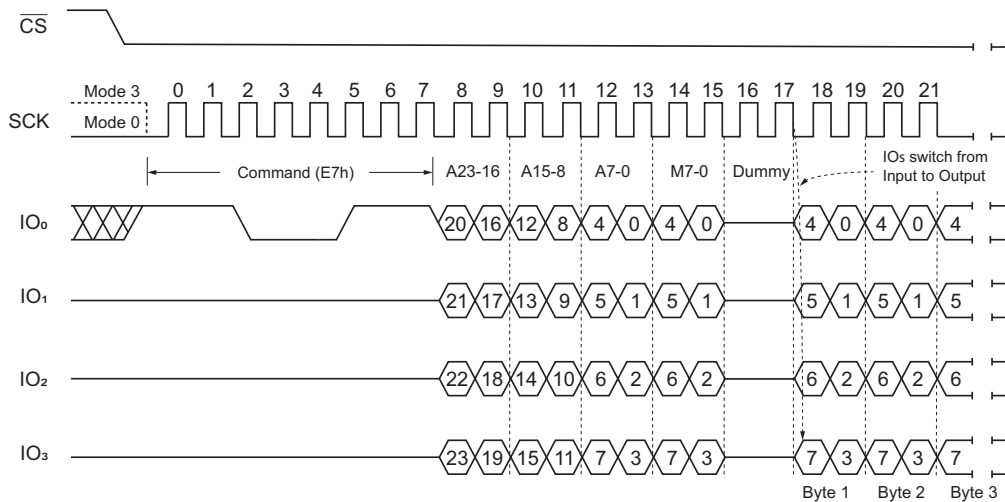 CS
Mode 3
SCK
Mode 0
0 1 2 3 4 5 6 7 8 9 10 11 12 13 14 15 16 17 18 19 20 21
Command (E7h)
A23-16 A15-8 A7-0 M7-0 Dummy
IOs switch from
Input to Output
IO₀ 20 16 12 8 4 0 4 0 4 0 4 0 4
IO₁ 21 17 13 9 5 1 5 1 5 1 5 1 5
IO₂ 22 18 14 10 6 2 6 2 6 2 6 2 6
IO₃ 23 19 15 11 7 3 7 3 7 3 7 3 7
Byte 1 Byte 2 Byte 3